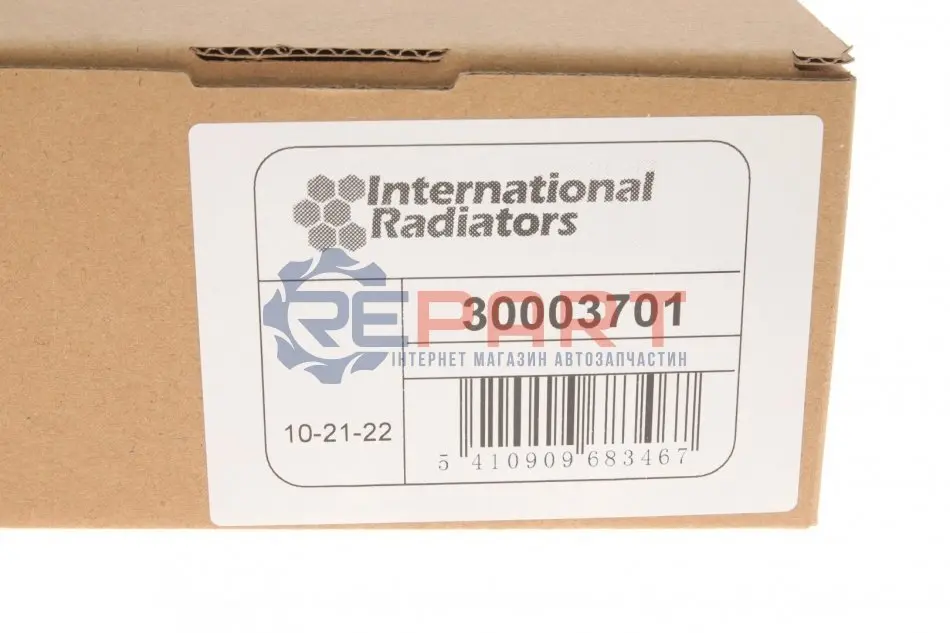 International
Radiators
30003701
REPART
ІНТЕРНЕТ МАГАЗИН АВТОЗАПЧАСТИН
10-21-22
5 410909 683467